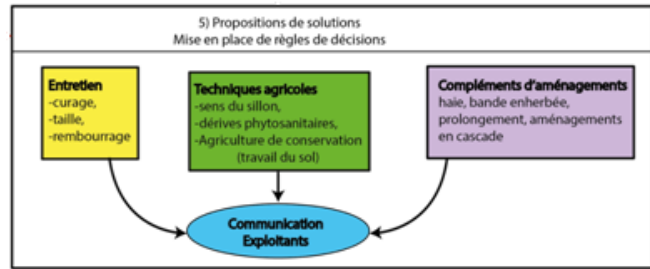 5) Propositions de solutions
Mise en place de règles de décisions
Entretien
-curage,
-taille,
-rembourrage
Techniques agricoles
-sens du sillon,
-dérives phytosanitaires,
-Agriculture de conservation
(travail du sol)
Compléments d'aménagements
haie, bande enherbée,
prolongement, aménagements
en cascade
Communication
Exploitants